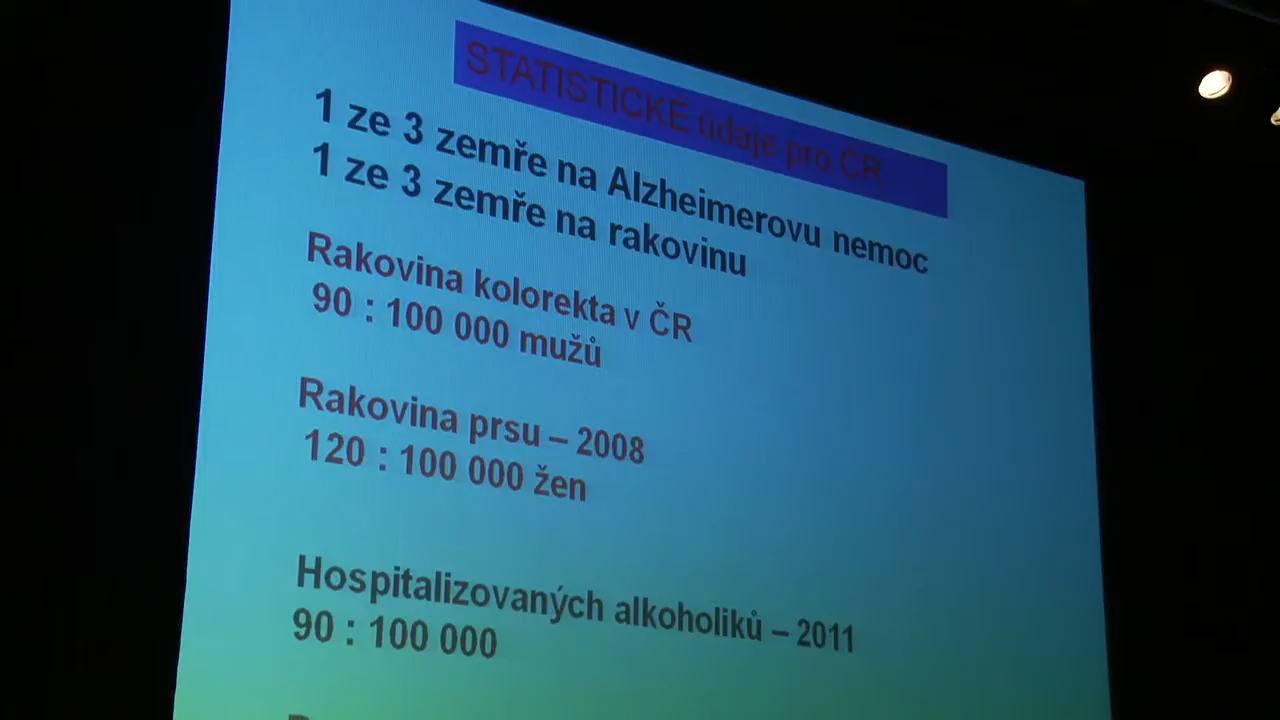 STATISTICKÉ údaje pro ČR
1 ze 3 zemře na Alzheimerovu nemoc
1 ze 3 zemře na rakovinu
Rakovina kolorekta v ČR
90 : 100 000 mužů
Rakovina prsu – 2008
120 : 100 000 žen
Hospitalizovaných alkoholiků – 2011
90 : 100 000